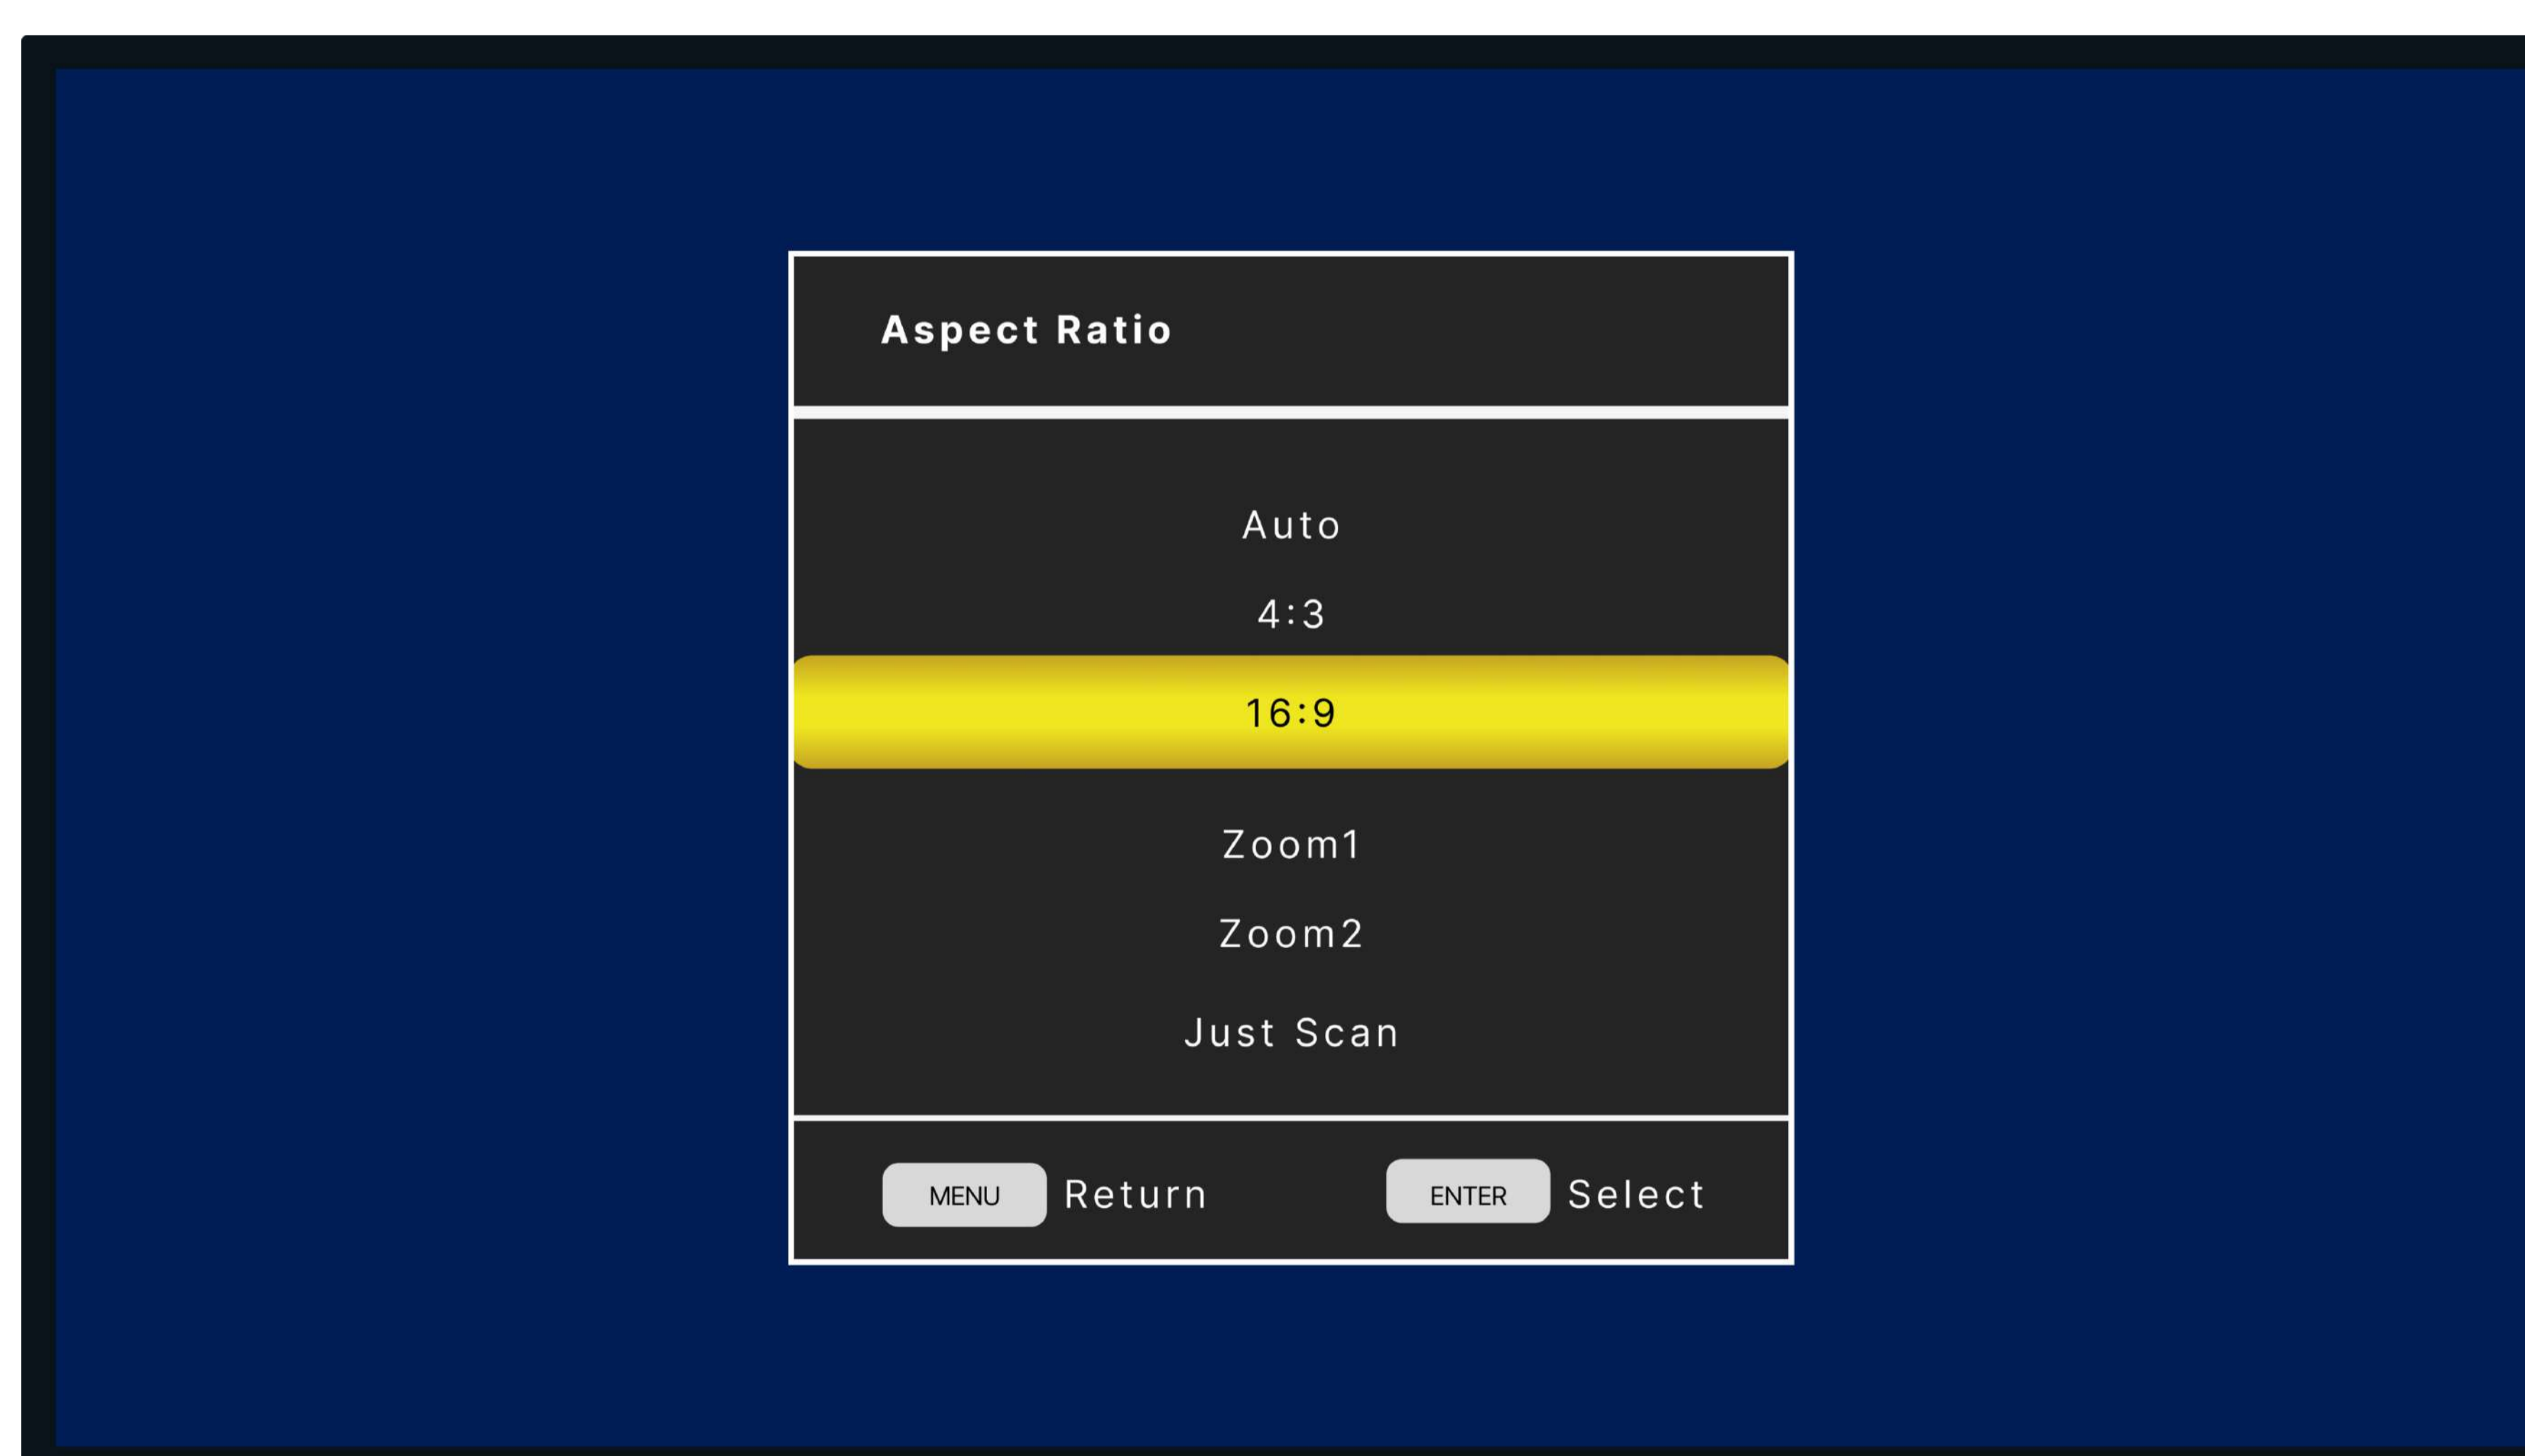 Aspect Ratio
Auto
4:3
16:9
Zoom1
Zoom2
Just Scan
MENU Return ENTER Select